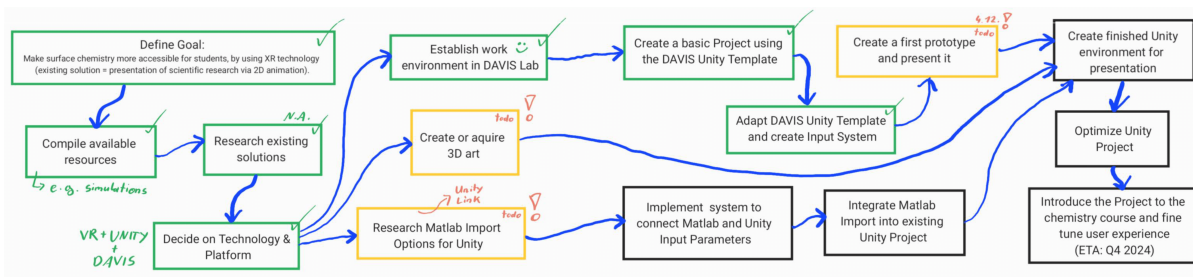 Define Goal:
Make surface chemistry more accessible for students, by using XR technology
(existing solution = presentation of scientific research via 2D animation).
Compile available
resources
e.g. simulations
N.A.
Research existing
solutions
Decide on Technology &
Platform
VR + UNITY
+
DAVIS
Establish work
environment in DAVIS Lab
todo
Create or aquire
3D art
Unity
Link
todo
Research Matlab Import
Options for Unity
Create a basic Project using
the DAVIS Unity Template
Adapt DAVIS Unity Template
and create Input System
4.12.
todo
Create a first prototype
and present it
Implement system to
connect Matlab and Unity
Input Parameters
Integrate Matlab
Import into existing
Unity Project
Create finished Unity
environment for
presentation
Optimize Unity
Project
Introduce the Project to the
chemistry course and fine
tune user experience
(ETA: Q4 2024)